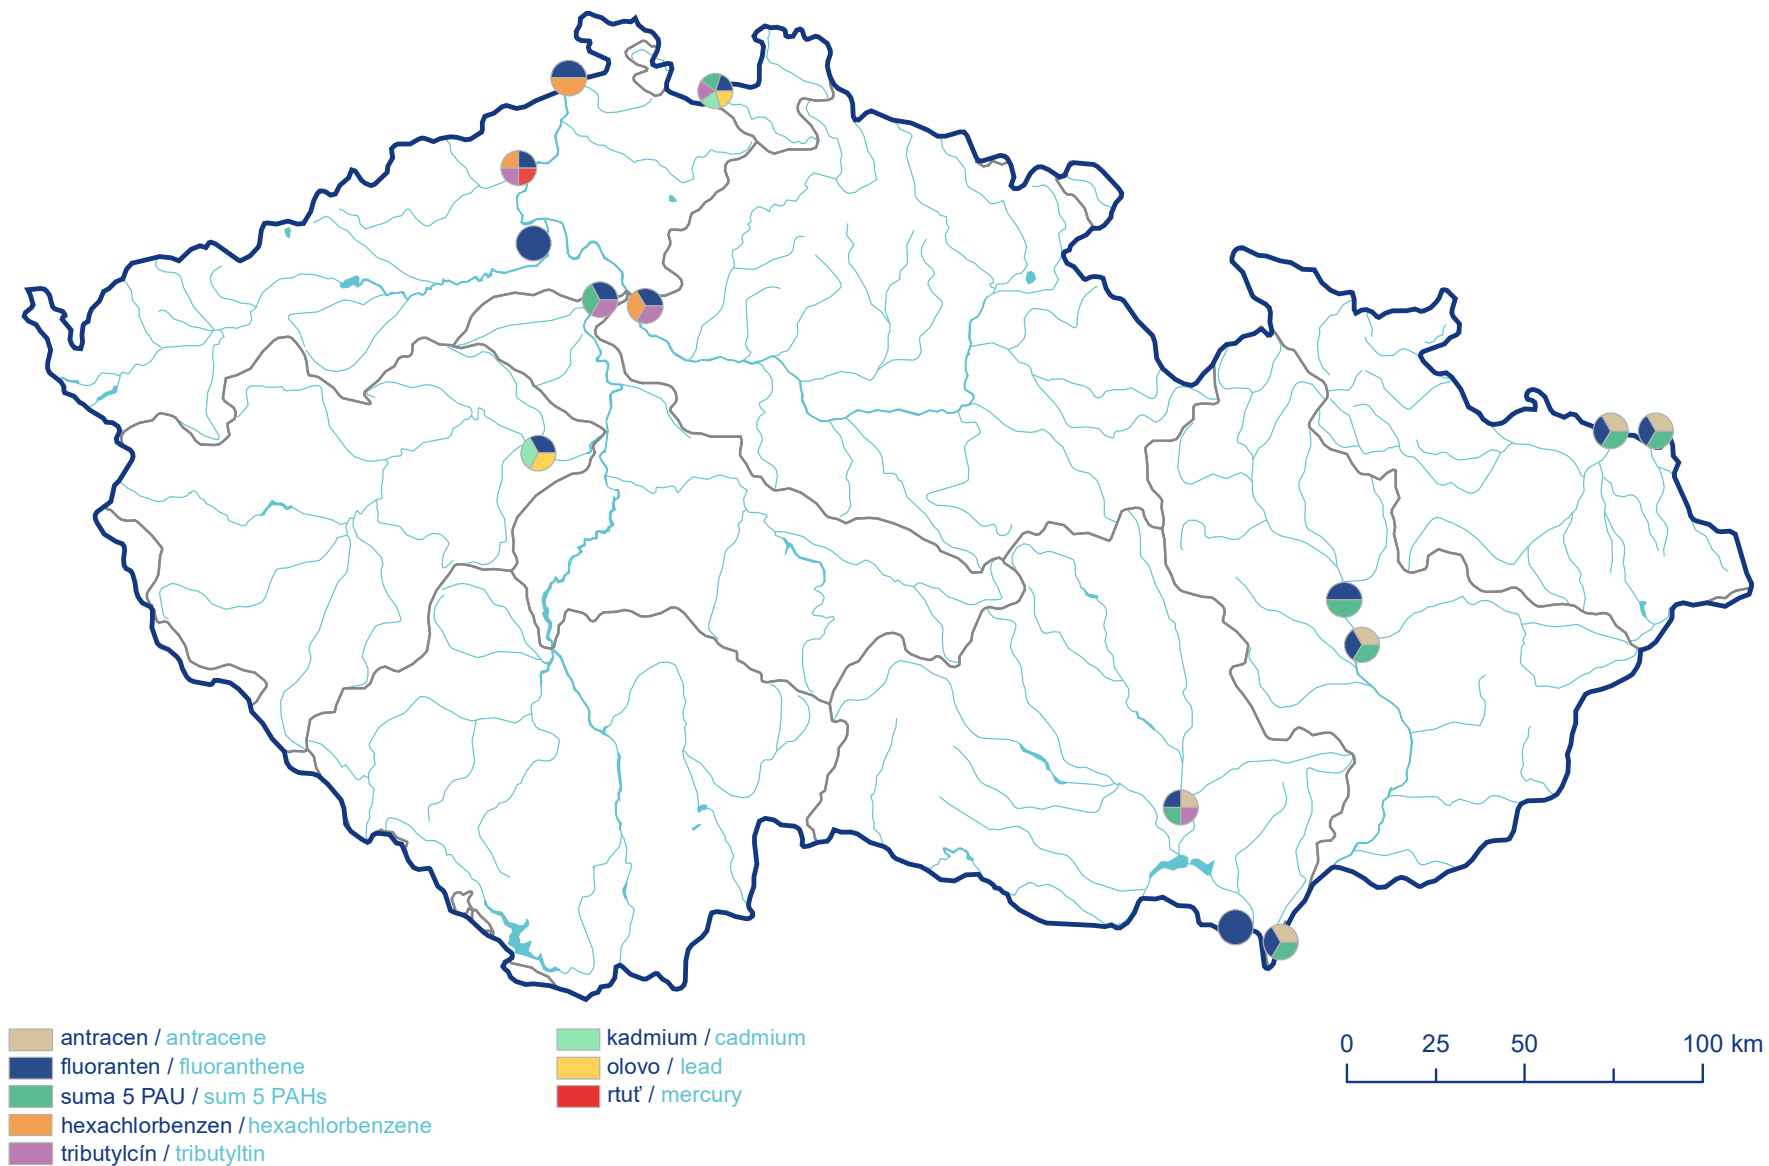 antracen / antracene
fluoranten / fluoranthene
suma 5 PAU / sum 5 PAHs
hexachlorbenzen / hexachlorbenzene
tributylcín / tributyltin
kadmium / cadmium
olovo / lead
rtuť / mercury
0 25 50 100 km